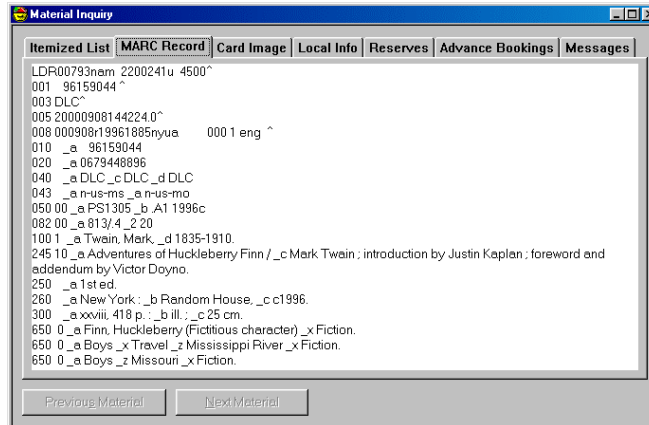 Material Inquiry
Itemized List MARC Record Card Image Local Info Reserves Advance Bookings Messages
LDR00793nam 2200241u 4500^
001 96159044 ^
003 DLC^
005 20000908144224.0^
008 000908r19961885nyua 000 1 eng ^
010 _a 96159044
020 _a 0679448896
040 _a DLC _c DLC _d DLC
043 _a n-us-ms _a n-us-mo
050 00 _a PS1305 _b .A1 1996c
082 00 _a 813/.4 _2 20
100 1 _a Twain, Mark, _d 1835-1910.
245 10 _a Adventures of Huckleberry Finn / _c Mark Twain ; introduction by Justin Kaplan ; foreword and
addendum by Victor Doyno.
250 _a 1st ed.
260 _a New York : _b Random House, _c c1996.
300 _a xxviii, 418 p. : _b ill. ; _c 25 cm.
650 0 _a Finn, Huckleberry (Fictitious character) _x Fiction.
650 0 _a Boys _x Travel _z Mississippi River _x Fiction.
650 0 _a Boys _z Missouri _x Fiction.
Previous Material Next Material